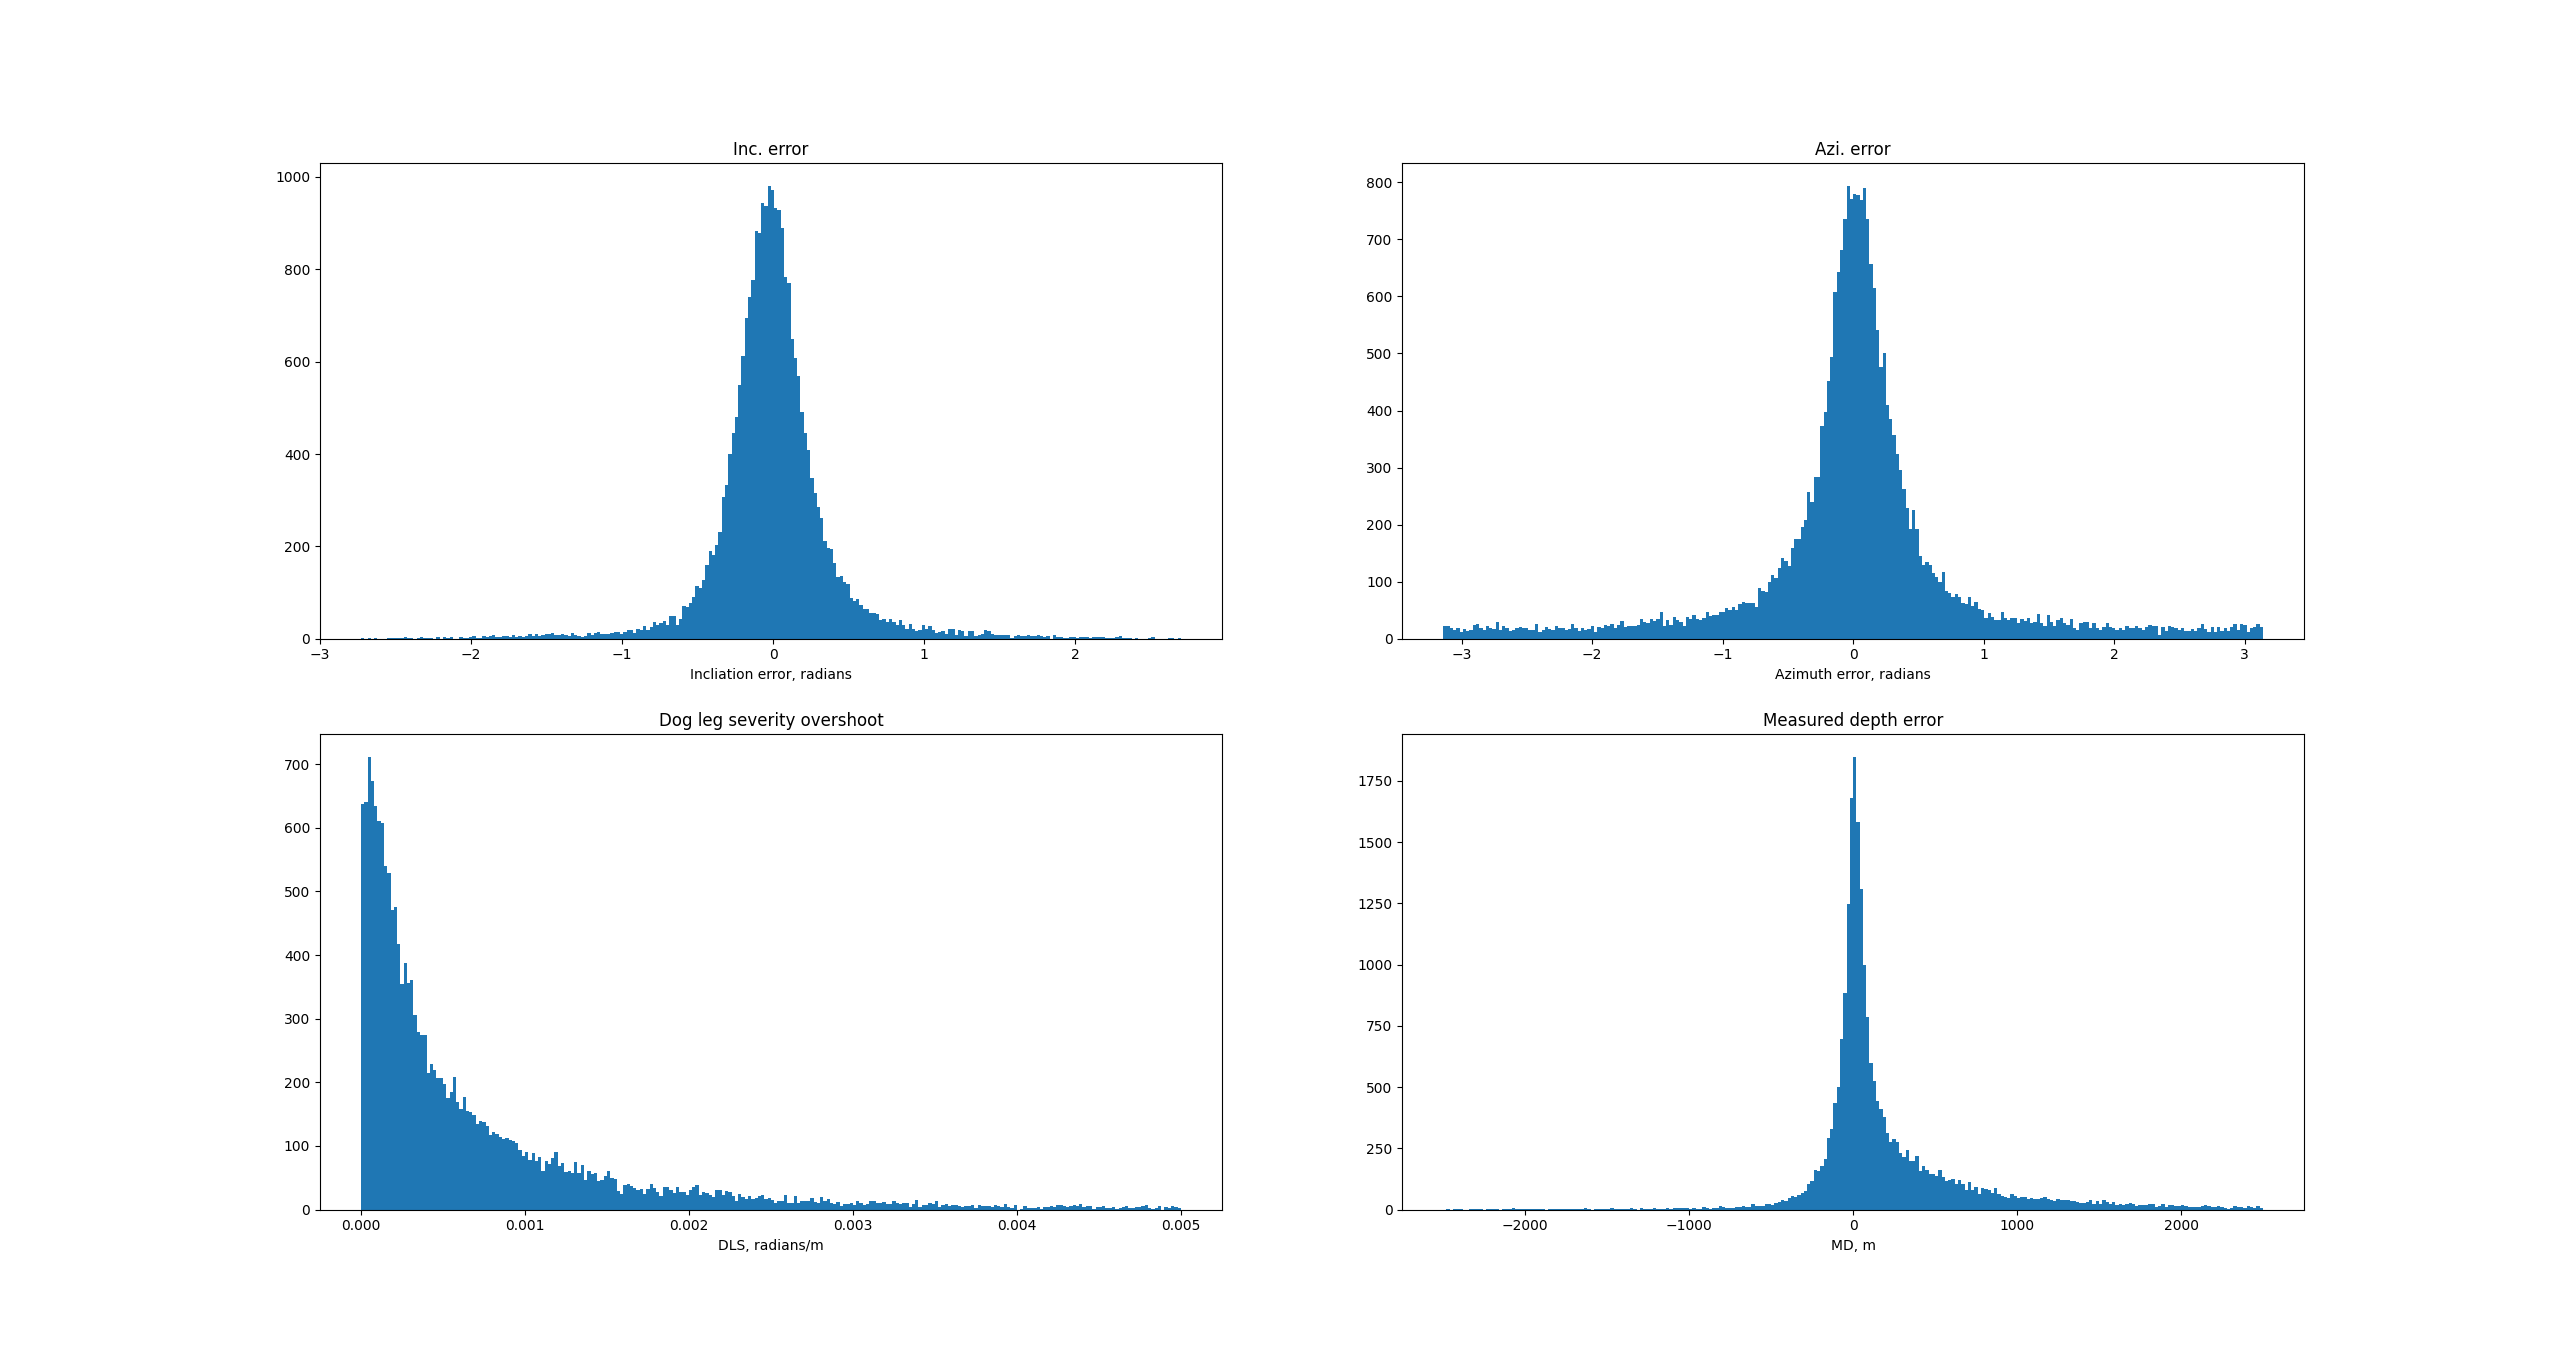 Inc. error
1000
800
600
400
200
0
−3 −2 −1 0 1 2
Incliation error, radians
Azi. error
800
700
600
500
400
300
200
100
0
−3 −2 −1 0 1 2 3
Azimuth error, radians
Dog leg severity overshoot
700
600
500
400
300
200
100
0
0.000 0.001 0.002 0.003 0.004 0.005
DLS, radians/m
Measured depth error
1750
1500
1250
1000
750
500
250
0
−2000 −1000 0 1000 2000
MD, m